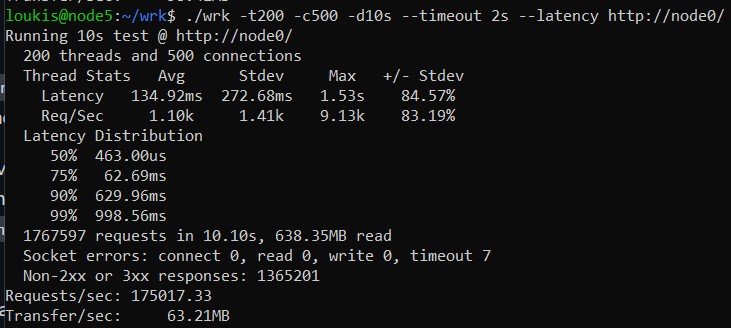 loukis@node5:~/wrk$ ./wrk -t200 -c500 -d10s --timeout 2s --latency http://node0/
Running 10s test @ http://node0/
  200 threads and 500 connections
  Thread Stats   Avg      Stdev     Max   +/- Stdev
    Latency   134.92ms  272.68ms   1.53s    84.57%
    Req/Sec     1.10k     1.41k    9.13k    83.19%
  Latency Distribution
     50%  463.00us
     75%   62.69ms
     90%  629.96ms
     99%  998.56ms
  1767597 requests in 10.10s, 638.35MB read
  Socket errors: connect 0, read 0, write 0, timeout 7
  Non-2xx or 3xx responses: 1365201
Requests/sec: 175017.33
Transfer/sec:     63.21MB